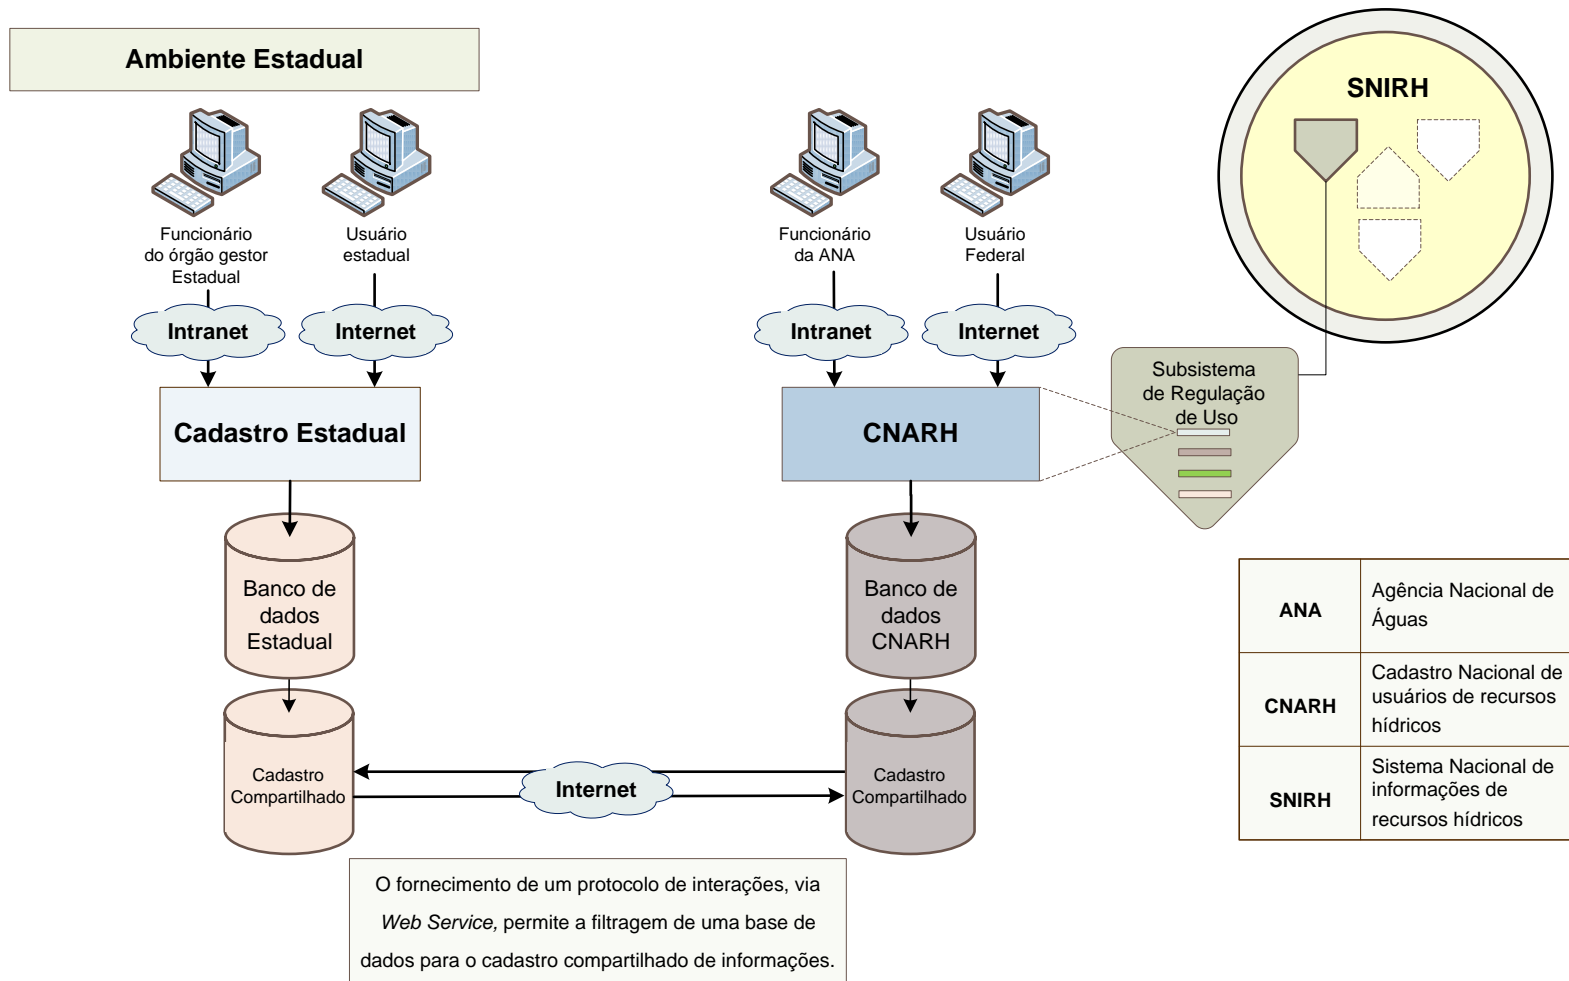 Ambiente Estadual
SNIRH
Funcionário
do órgão gestor
Estadual
Usuário
estadual
Funcionário
da ANA
Usuário
Federal
Intranet
Internet
Intranet
Internet
Subsistema
de Regulação
de Uso
Cadastro Estadual
CNARH
Banco de
dados
Estadual
Banco de
dados
CNARH
Cadastro
Compartilhado
Internet
Cadastro
Compartilhado
ANA
Agência Nacional de
Águas
CNARH
Cadastro Nacional de
usuários de recursos
hídricos
SNIRH
Sistema Nacional de
informações de
recursos hídricos
O fornecimento de um protocolo de interações, via
Web Service, permite a filtragem de uma base de
dados para o cadastro compartilhado de informações.